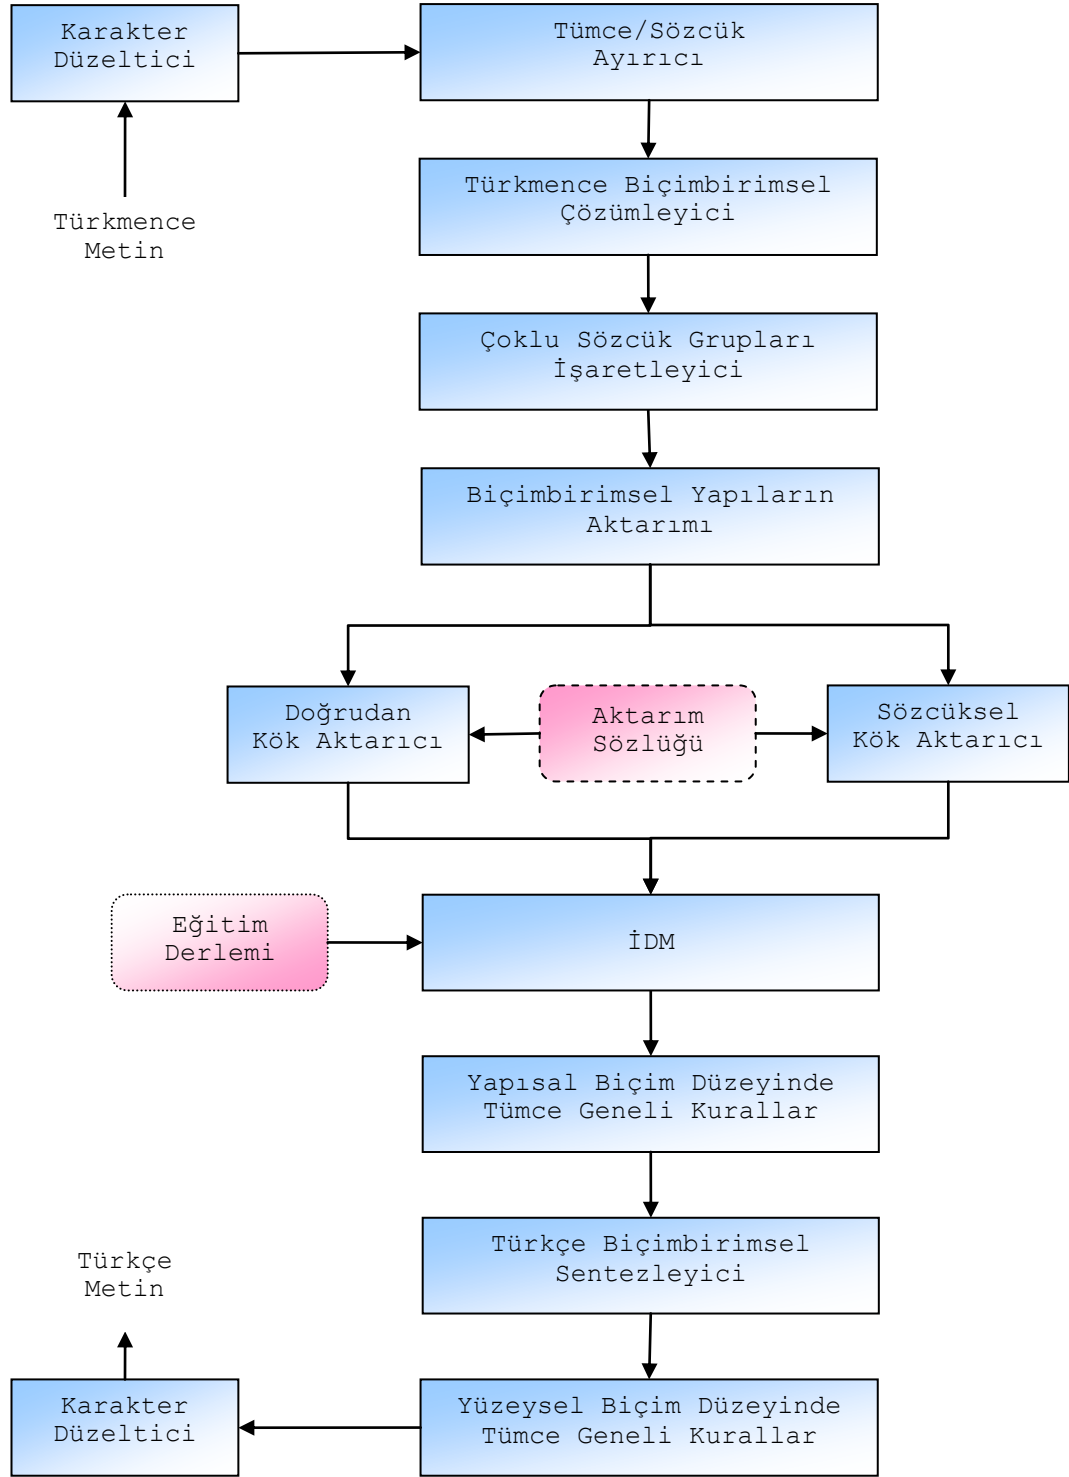 Karakter
Düzeltici
Tümce/Sözcük
Ayırıcı
Türkmence
Metin
Türkmence Biçimbirimsel
Çözümleyici
Çoklu Sözcük Grupları
İşaretleyici
Biçimbirimsel Yapıların
Aktarımı
Doğrudan
Kök Aktarıcı
Aktarım
Sözlüğü
Sözcüksel
Kök Aktarıcı
Eğitim
Derlemi
İDM
Yapısal Biçim Düzeyinde
Tümce Geneli Kurallar
Türkçe Biçimbirimsel
Sentezleyici
Türkçe
Metin
Karakter
Düzeltici
Yüzeysel Biçim Düzeyinde
Tümce Geneli Kurallar